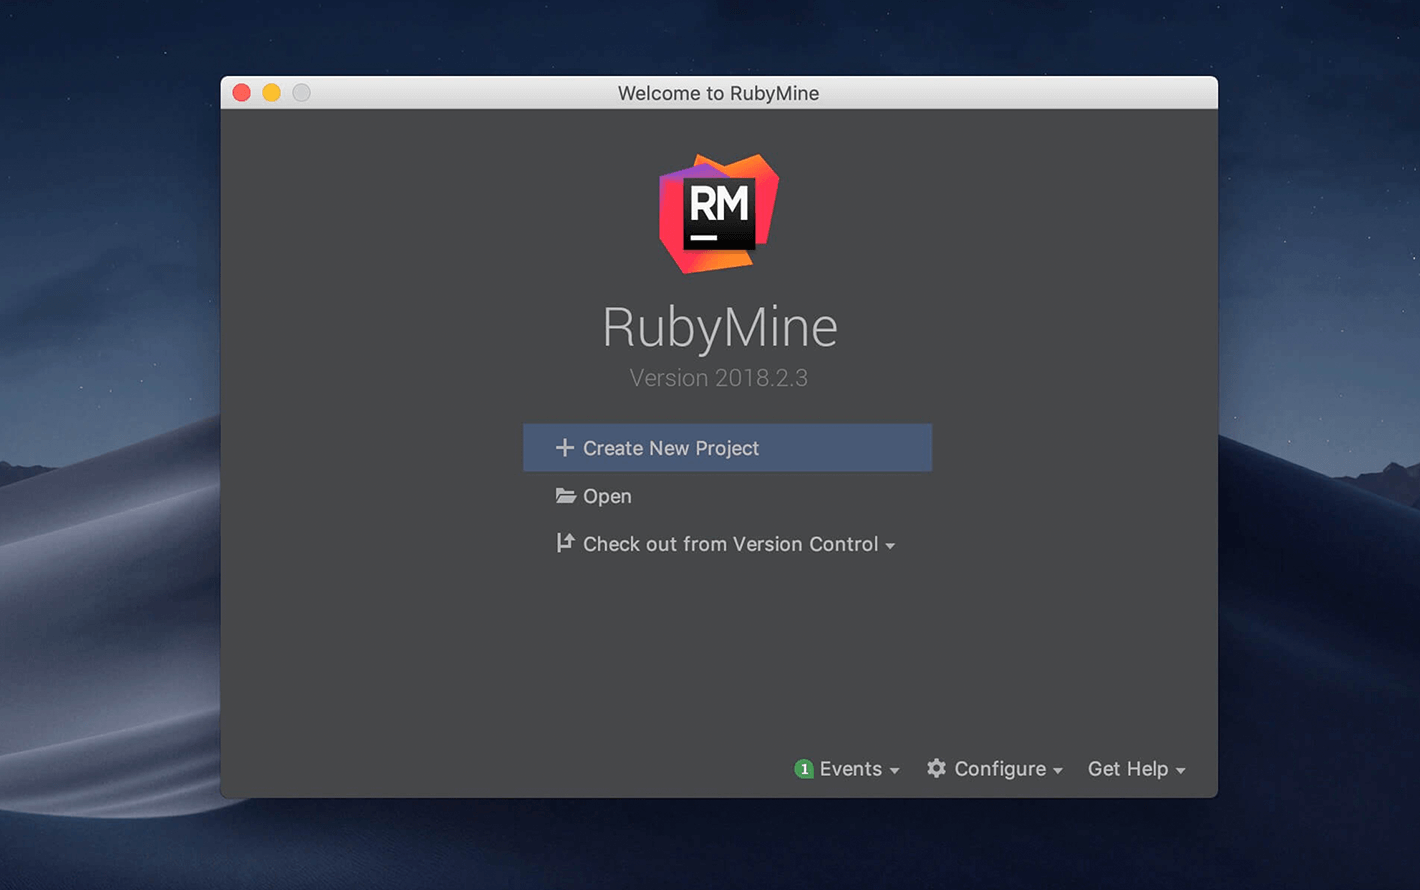 Welcome to RubyMine
RM
RubyMine
Version 2018.2.3
Create New Project
Open
Check out from Version Control
1 Events Configure Get Help